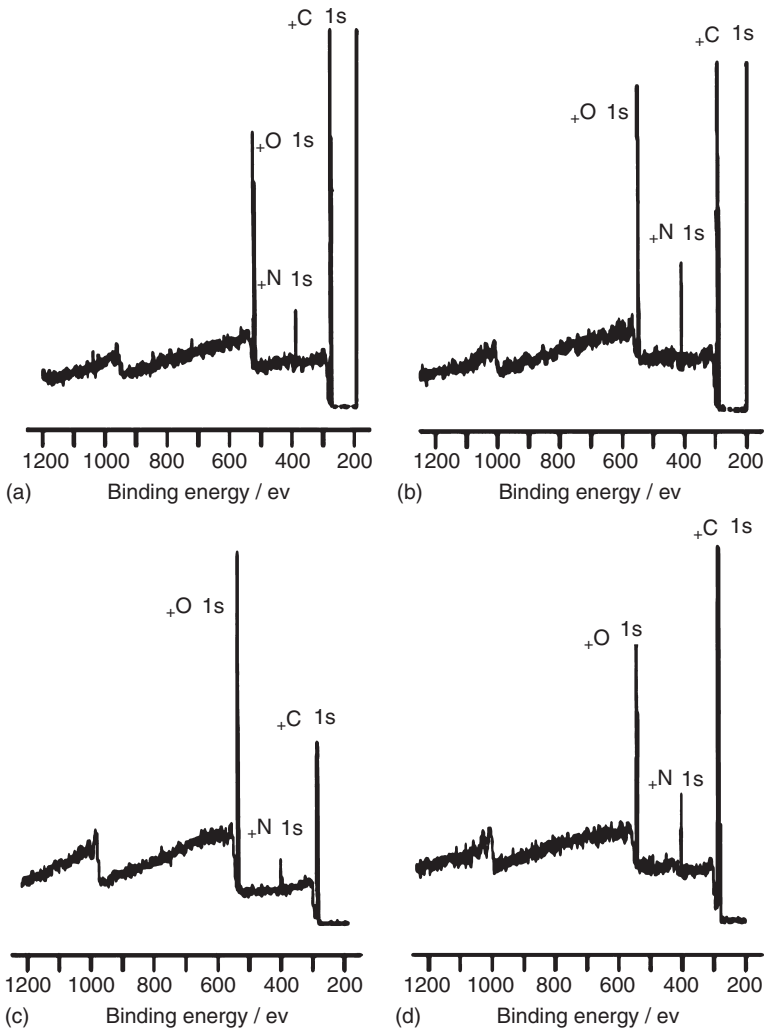 +C 1s
+O 1s
+N 1s
1200 1000 800 600 400 200
(a) Binding energy / ev
+C 1s
+O 1s
+N 1s
1200 1000 800 600 400 200
(b) Binding energy / ev
+O 1s
+C 1s
+N 1s
1200 1000 800 600 400 200
(c) Binding energy / ev
+C 1s
+O 1s
+N 1s
1200 1000 800 600 400 200
(d) Binding energy / ev